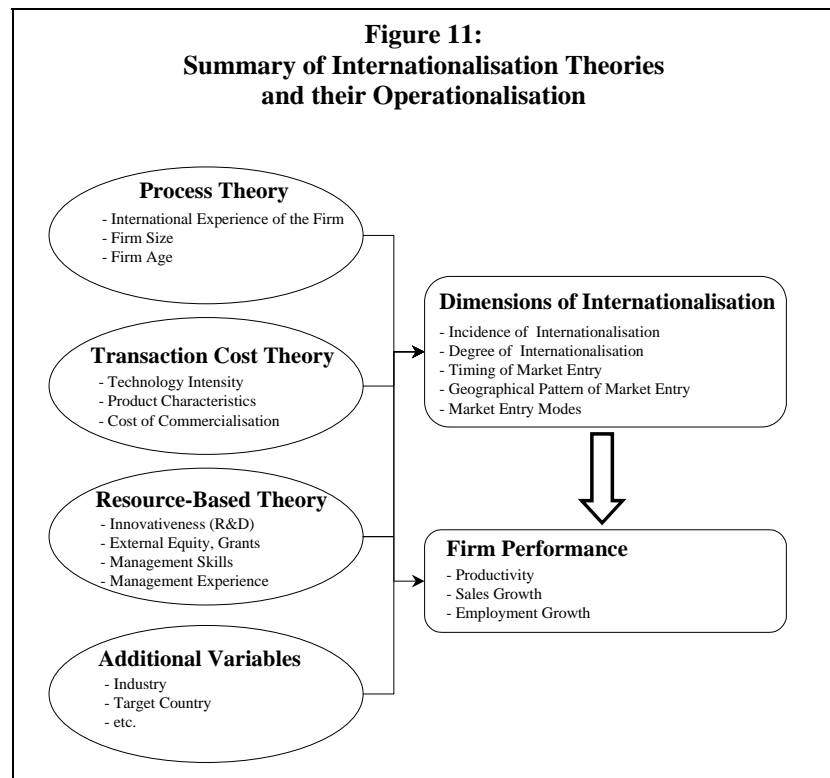 Figure 11:
Summary of Internationalisation Theories
and their Operationalisation
Process Theory
- International Experience of the Firm
- Firm Size
- Firm Age
Transaction Cost Theory
- Technology Intensity
- Product Characteristics
- Cost of Commercialisation
Resource-Based Theory
- Innovativeness (R&D)
- External Equity, Grants
- Management Skills
- Management Experience
Additional Variables
- Industry
- Target Country
- etc.
Dimensions of Internationalisation
- Incidence of Internationalisation
- Degree of Internationalisation
- Timing of Market Entry
- Geographical Pattern of Market Entry
- Market Entry Modes
Firm Performance
- Productivity
- Sales Growth
- Employment Growth